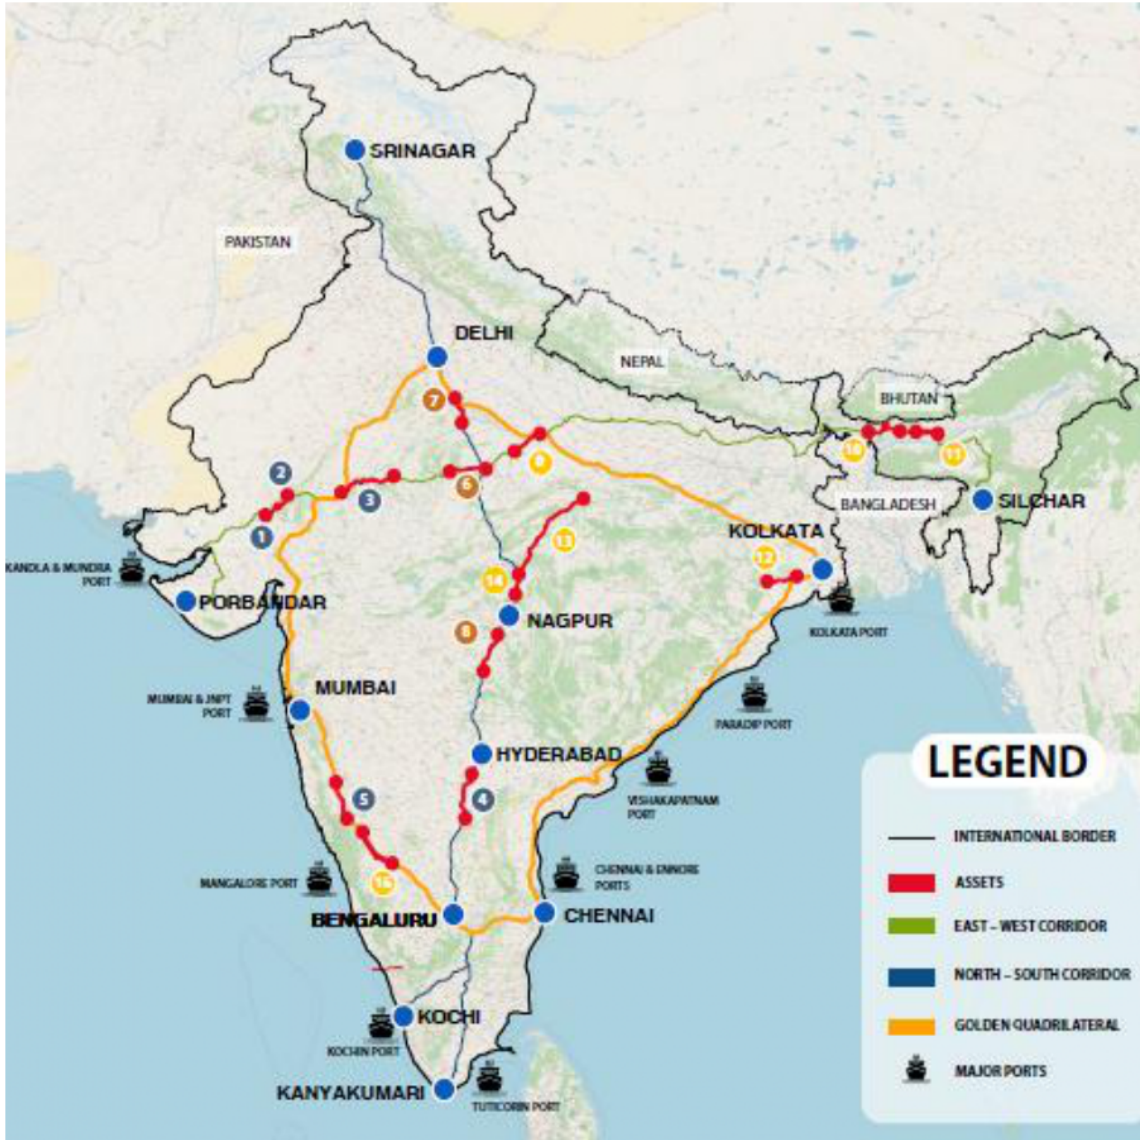 SRINAGAR
PAKISTAN
DELHI
NEPAL
7
BHUTAN
2
9
10
11
6
3
1
BANGLADESH
SILCHAR
KOLKATA
13
12
KANDLA & MUNDRA
PORT
14
PORBANDAR
NAGPUR
8
KOLKATA PORT
MUMBAI
MUMBAI & JNPT
PORT
PARADIP PORT
HYDERABAD
5
4
VISHAKAPATNAM
PORT
MANGALORE PORT
CHENNAI & ENNORE
PORTS
BENGALURU
CHENNAI
KOCHI
KOCHIN PORT
KANYAKUMARI
TUTICORIN PORT
LEGEND
INTERNATIONAL BORDER
ASSETS
EAST – WEST CORRIDOR
NORTH – SOUTH CORRIDOR
GOLDEN QUADRILATERAL
MAJOR PORTS